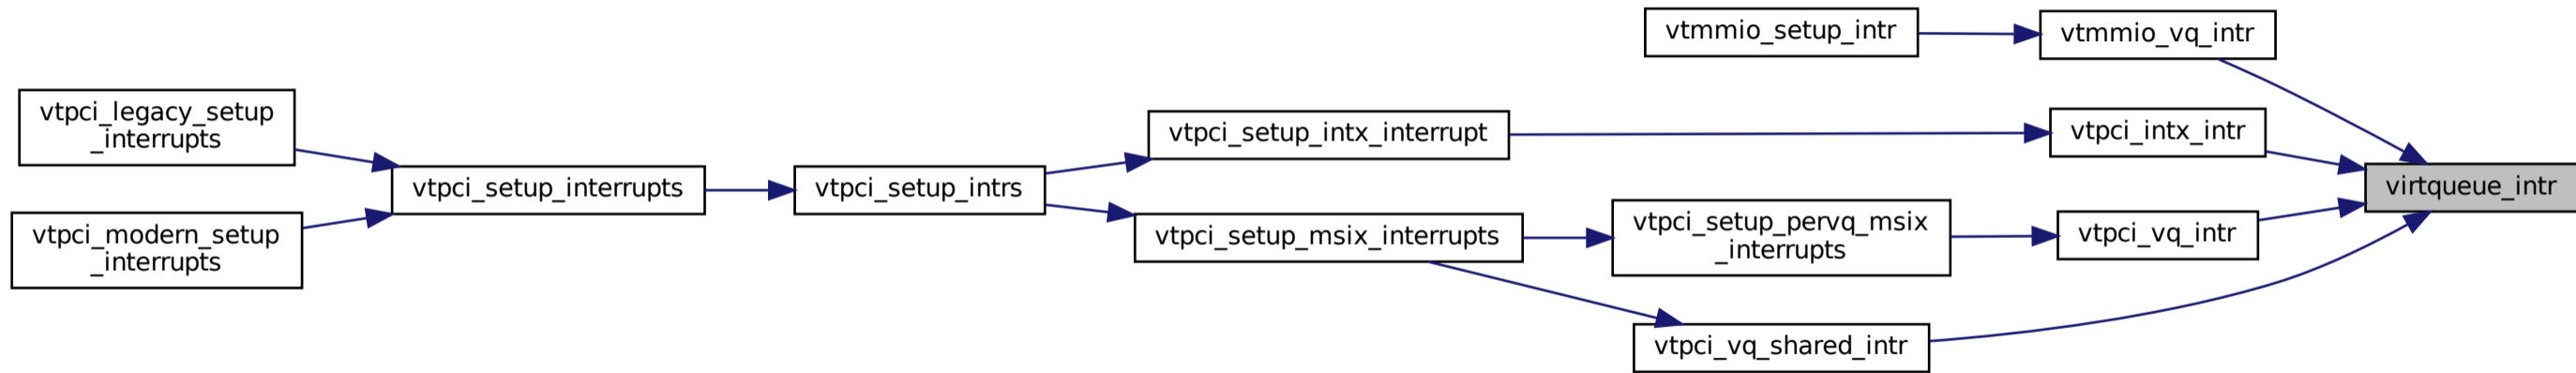 vtmmio_setup_intr
vtmmio_vq_intr
vtpci_legacy_setup
_interrupts
vtpci_setup_intx_interrupt
vtpci_intx_intr
vtpci_setup_interrupts
vtpci_setup_intrs
virtqueue_intr
vtpci_modern_setup
_interrupts
vtpci_setup_msix_interrupts
vtpci_setup_pervq_msix
_interrupts
vtpci_vq_intr
vtpci_vq_shared_intr